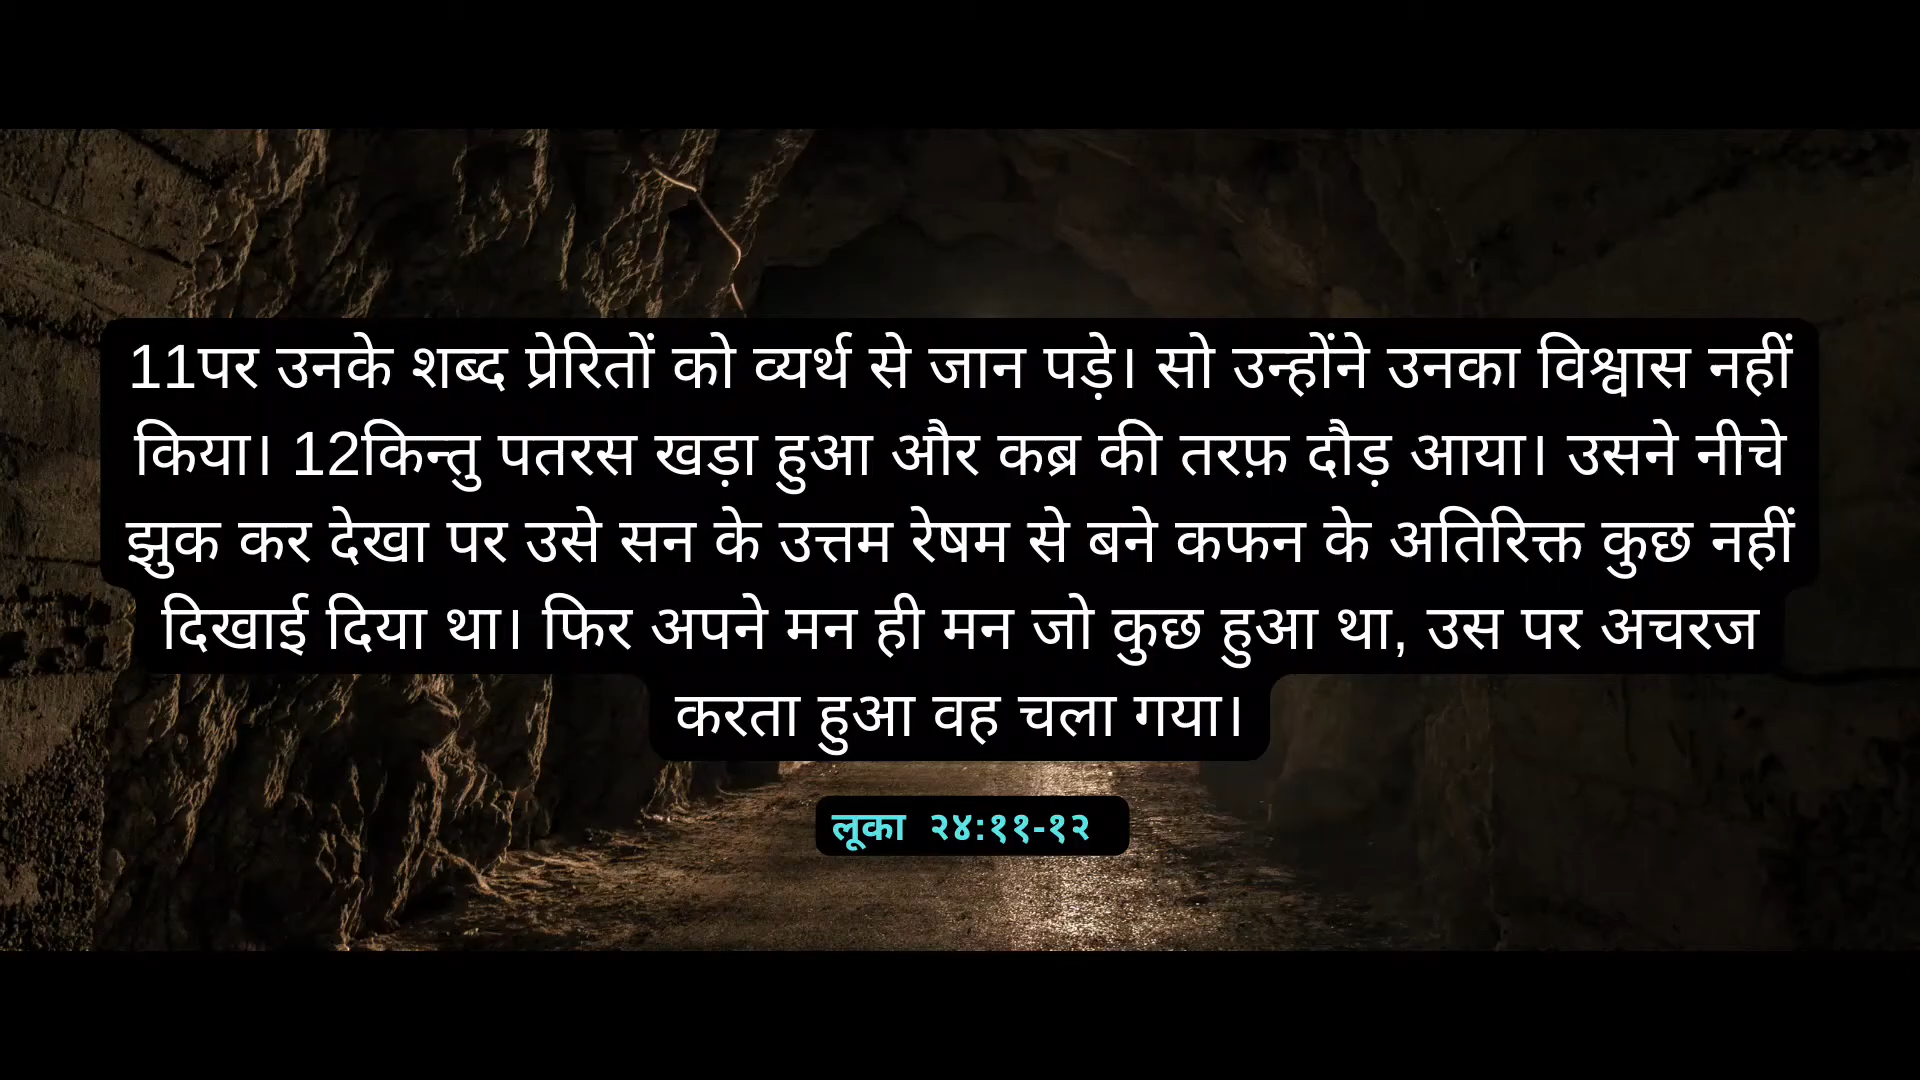 11पर उनके शब्द प्रेरितों को व्यर्थ से जान पड़े। सो उन्होंने उनका विश्वास नहीं
किया। 12किन्तु पतरस खड़ा हुआ और कब्र की तरफ़ दौड़ आया। उसने नीचे
झुक कर देखा पर उसे सन के उत्तम रेषम से बने कफन के अतिरिक्त कुछ नहीं
दिखाई दिया था। फिर अपने मन ही मन जो कुछ हुआ था, उस पर अचरज
करता हुआ वह चला गया।
लूका २४:११-१२